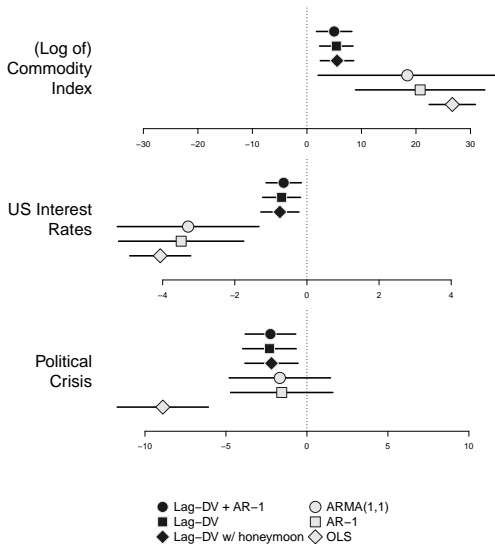 (Log of)
Commodity
Index
−30 −20 −10 0 10 20 30
US Interest
Rates
−4 −2 0 2 4
Political
Crisis
−10 −5 0 5 10
Lag−DV + AR−1 ARMA(1,1)
Lag−DV AR−1
Lag−DV w/ honeymoon OLS